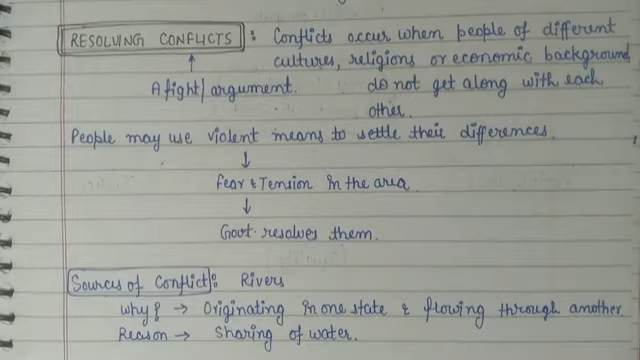 RESOLVING CONFLICTS : Conflicts occur when people of different
cultures, religions or economic background
A fight/argument. do not get along with each
other.
People may use violent means to settle their differences.
↓
Fear & Tension in the area
↓
Govt. resolves them.
Sources of Conflict : Rivers
Why? → Originating in one state & flowing through another
Reason → Sharing of water.